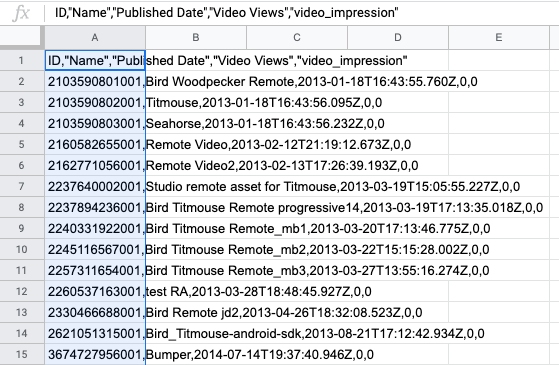 fx ID,"Name","Published Date","Video Views","video_impression"
A B C D E
1 ID,"Name","Published Date","Video Views","video_impression"
2 2103590801001,Bird Woodpecker Remote,2013-01-18T16:43:55.760Z,0,0
3 2103590802001,Titmouse,2013-01-18T16:43:56.095Z,0,0
4 2103590803001,Seahorse,2013-01-18T16:43:56.232Z,0,0
5 2160582655001,Remote Video,2013-02-12T21:19:12.673Z,0,0
6 2162771056001,Remote Video2,2013-02-13T17:26:39.193Z,0,0
7 2237640002001,Studio remote asset for Titmouse,2013-03-19T15:05:55.227Z,0,0
8 2237894236001,Bird Titmouse Remote progressive14,2013-03-19T17:13:35.018Z,0,0
9 2240331922001,Bird Titmouse Remote_mb1,2013-03-20T17:13:46.775Z,0,0
10 2245116567001,Bird Titmouse Remote_mb2,2013-03-22T15:15:28.002Z,0,0
11 2257311654001,Bird Titmouse Remote_mb3,2013-03-27T13:55:16.274Z,0,0
12 2260537163001,test RA,2013-03-28T18:48:45.927Z,0,0
13 2330466688001,Bird Remote jd2,2013-04-26T18:32:08.523Z,0,0
14 2621051315001,Bird_Titmouse-android-sdk,2013-08-21T17:12:42.934Z,0,0
15 3674727956001,Bumper,2014-07-14T19:37:40.946Z,0,0